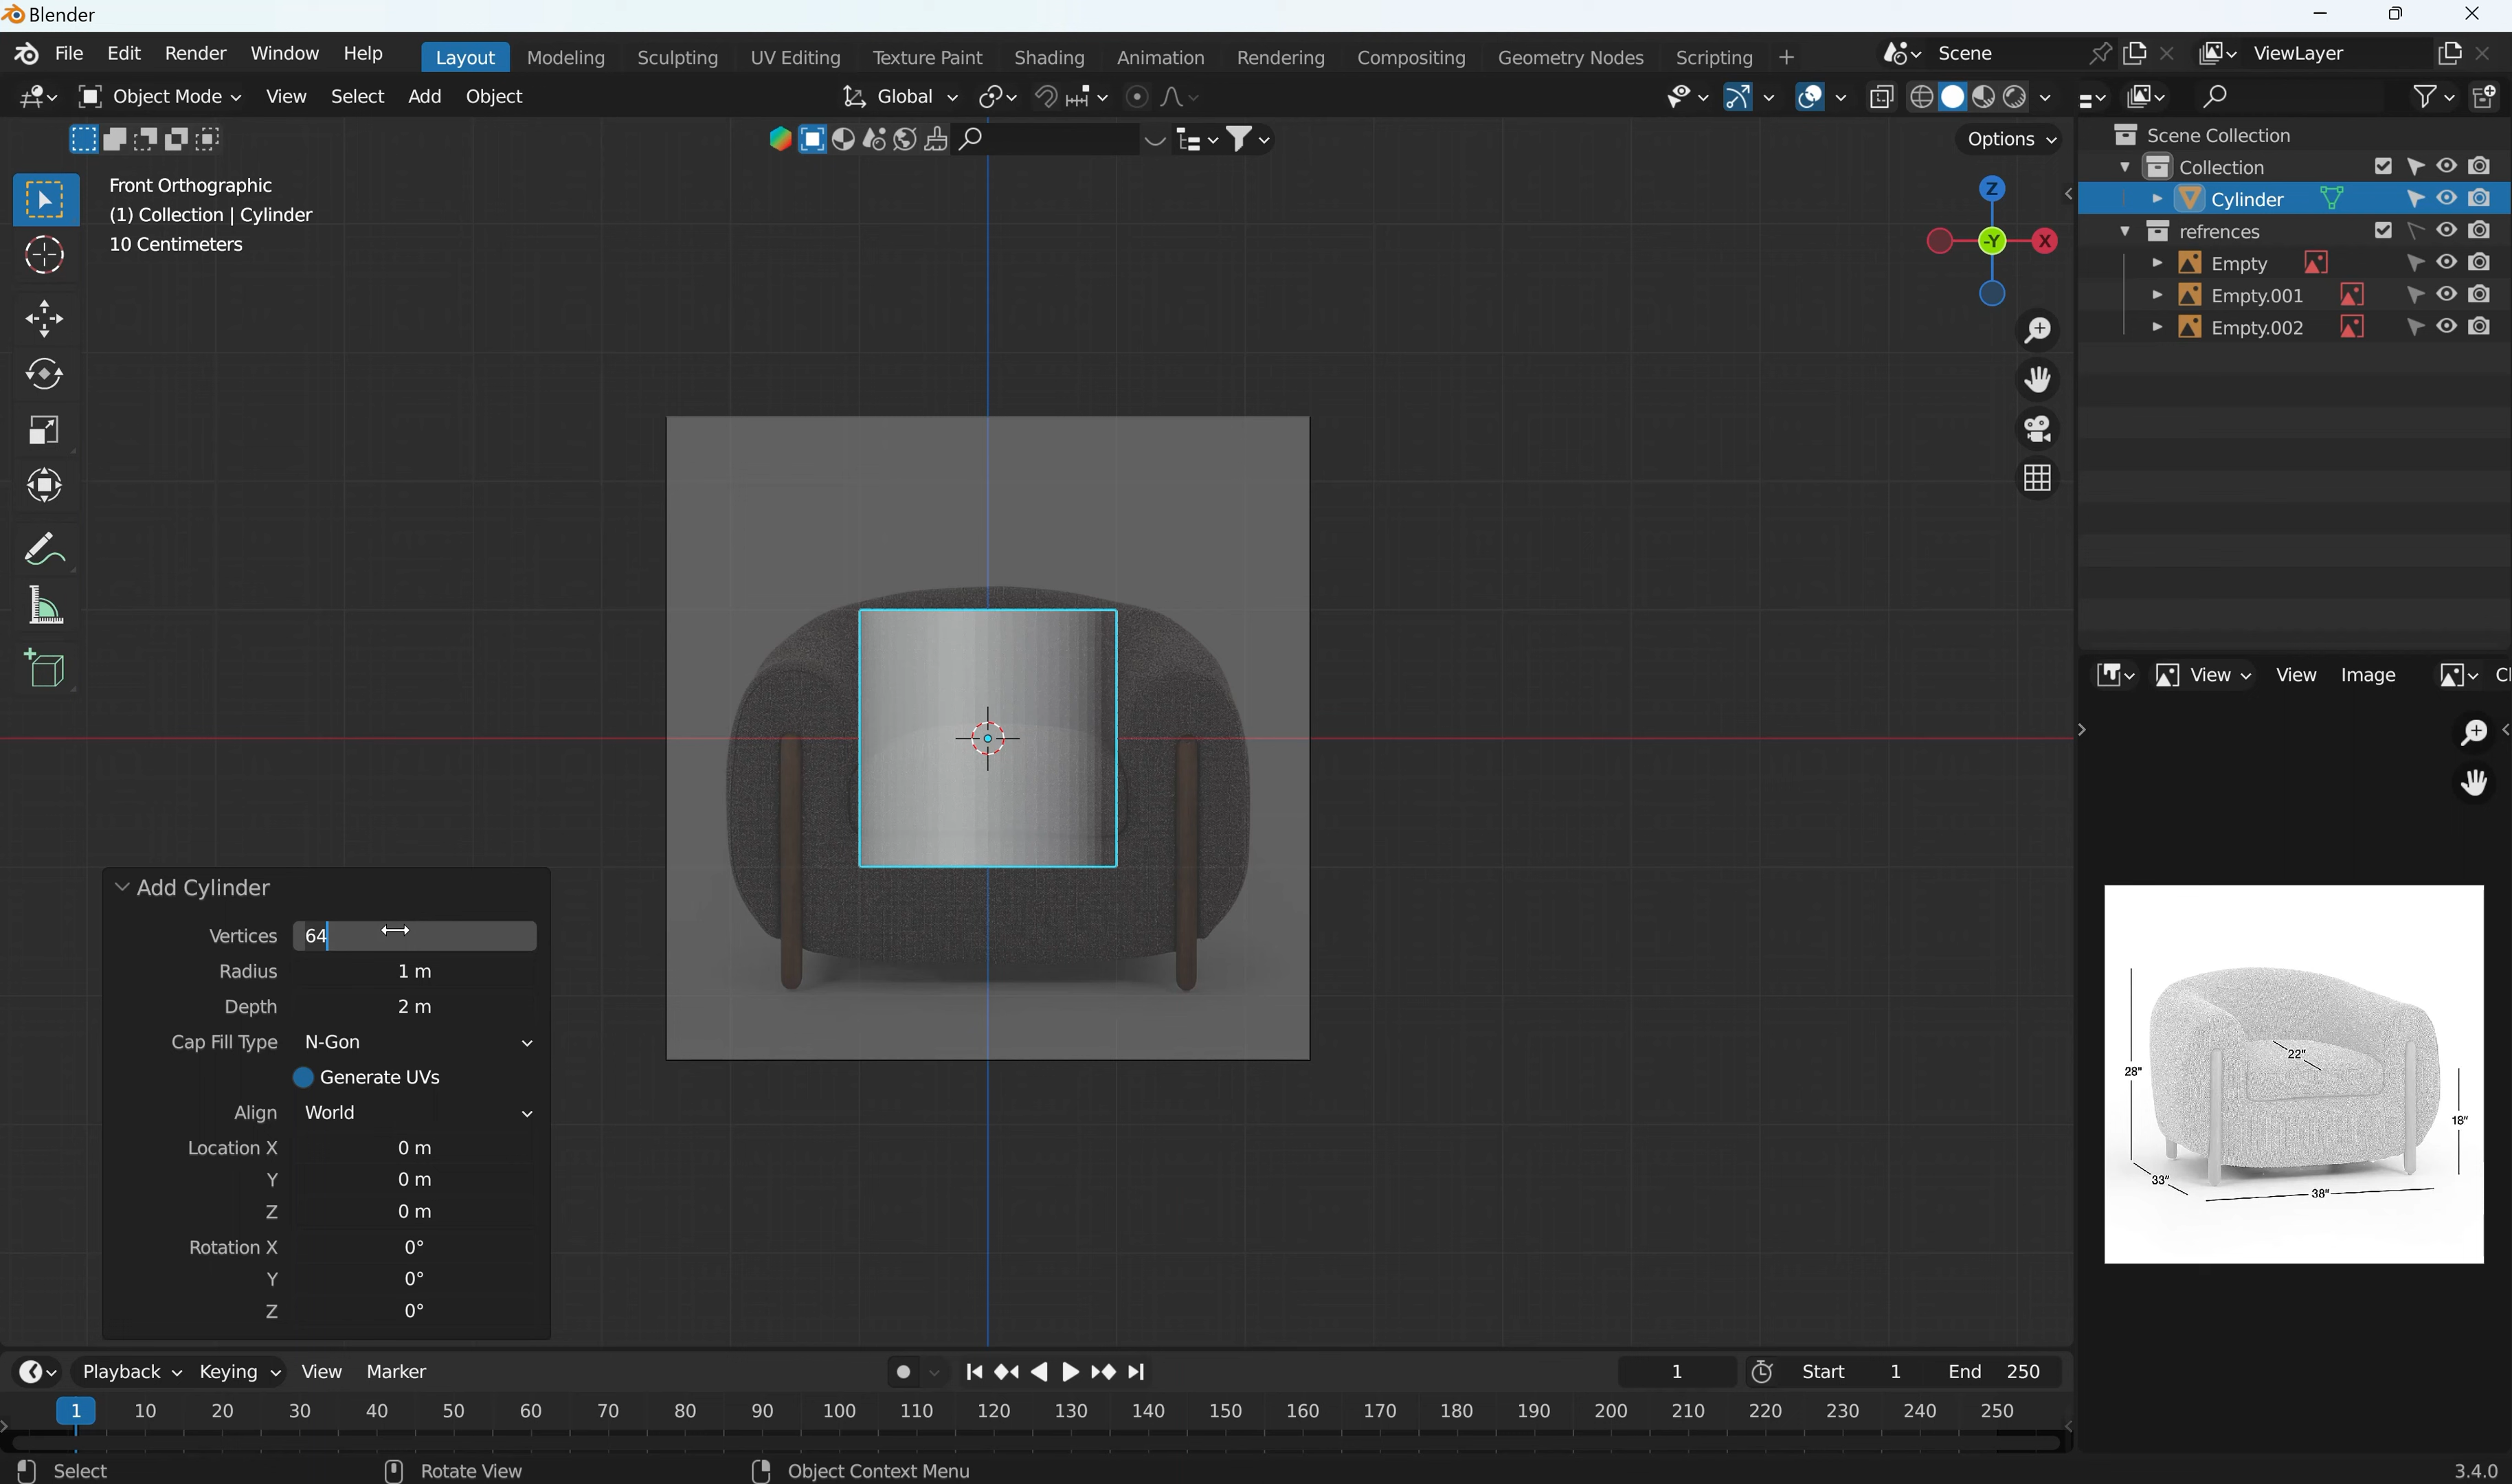 Blender
File Edit Render Window Help Layout Modeling Sculpting UV Editing Texture Paint Shading Animation Rendering Compositing Geometry Nodes Scripting + Scene ViewLayer
Object Mode View Select Add Object Global
Options
Front Orthographic
(1) Collection | Cylinder
10 Centimeters
Z
-Y X
Scene Collection
Collection
Cylinder
refrences
Empty
Empty.001
Empty.002
View View Image
Add Cylinder
Vertices 64
Radius 1 m
Depth 2 m
Cap Fill Type N-Gon
Generate UVs
Align World
Location X 0 m
Y 0 m
Z 0 m
Rotation X 0°
Y 0°
Z 0°
22"
28"
18"
33"
38"
Playback Keying View Marker 1 Start 1 End 250
1 10 20 30 40 50 60 70 80 90 100 110 120 130 140 150 160 170 180 190 200 210 220 230 240 250
Select Rotate View Object Context Menu 3.4.0